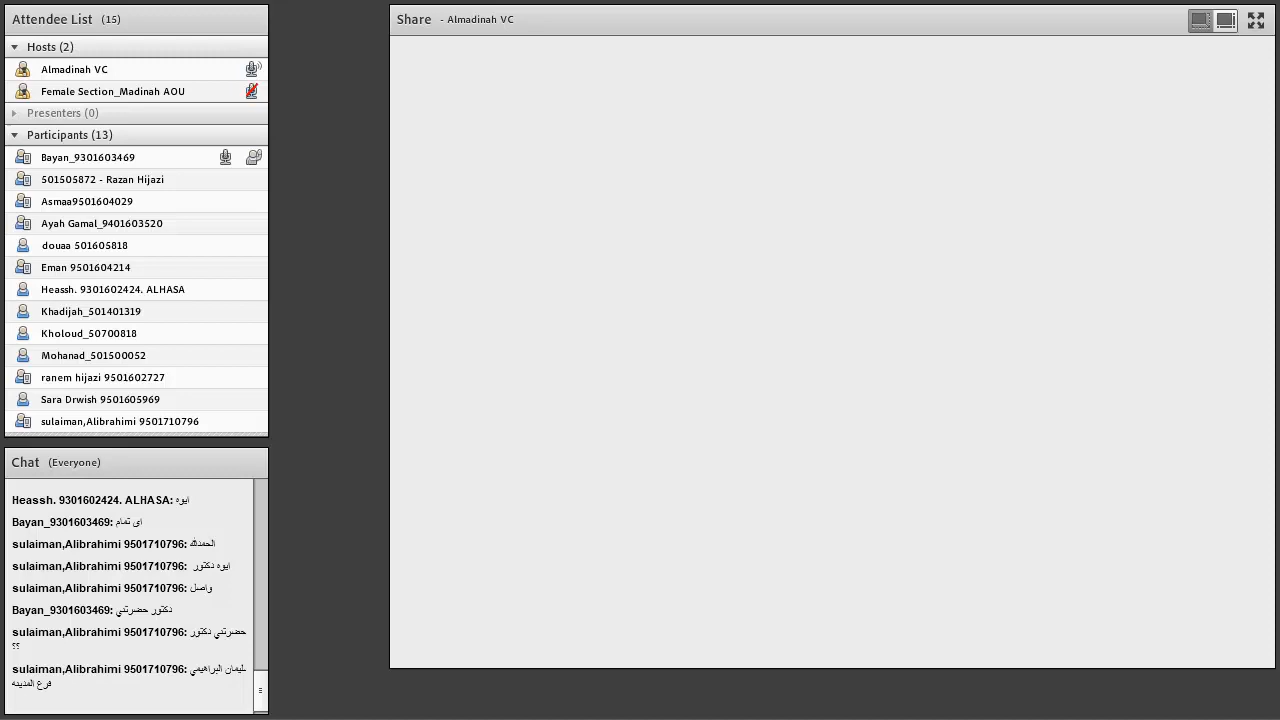 Attendee List (15)
Hosts (2)
Almadinah VC
Female Section_Madinah AOU
Presenters (0)
Participants (13)
Bayan_9301603469
501505872 - Razan Hijazi
Asmaa9501604029
Ayah Gamal_9401603520
douaa 501605818
Eman 9501604214
Heassh. 9301602424. ALHASA
Khadijah_501401319
Kholoud_50700818
Mohanad_501500052
ranem hijazi 9501602727
Sara Drwish 9501605969
sulaiman,Alibrahimi 9501710796
Chat (Everyone)
Heassh. 9301602424. ALHASA: ايوه
Bayan_9301603469: اى تمام
sulaiman,Alibrahimi 9501710796: الحمدلله
sulaiman,Alibrahimi 9501710796: ايوه دكتور
sulaiman,Alibrahimi 9501710796: واصل
Bayan_9301603469: دكتور حضرتني
sulaiman,Alibrahimi 9501710796: حضرتني دكتور
؟؟
sulaiman,Alibrahimi 9501710796: سليمان البراهيمي
فرع المدينه
Share - Almadinah VC